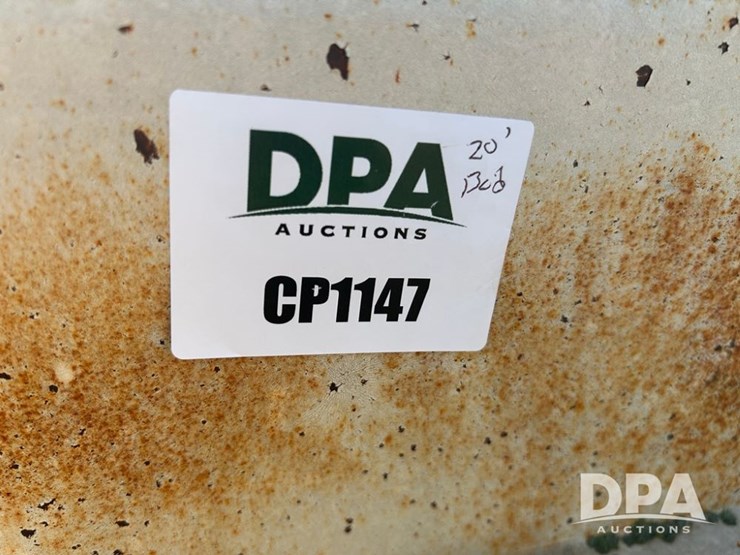 DPA
AUCTIONS
20'
Bed
CP1147
DPA
AUCTIONS